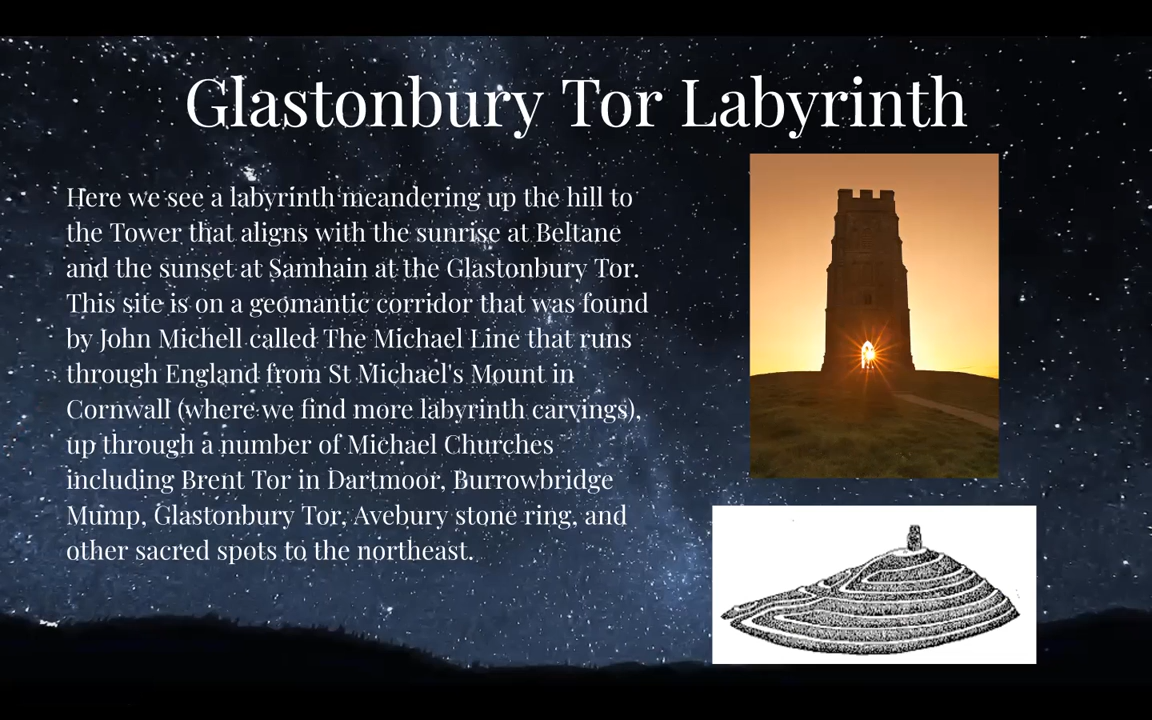 Glastonbury Tor Labyrinth
Here we see a labyrinth meandering up the hill to
the Tower that aligns with the sunrise at Beltane
and the sunset at Samhain at the Glastonbury Tor.
This site is on a geomantic corridor that was found
by John Michell called The Michael Line that runs
through England from St Michael's Mount in
Cornwall (where we find more labyrinth carvings),
up through a number of Michael Churches
including Brent Tor in Dartmoor, Burrowbridge
Mump, Glastonbury Tor, Avebury stone ring, and
other sacred spots to the northeast.